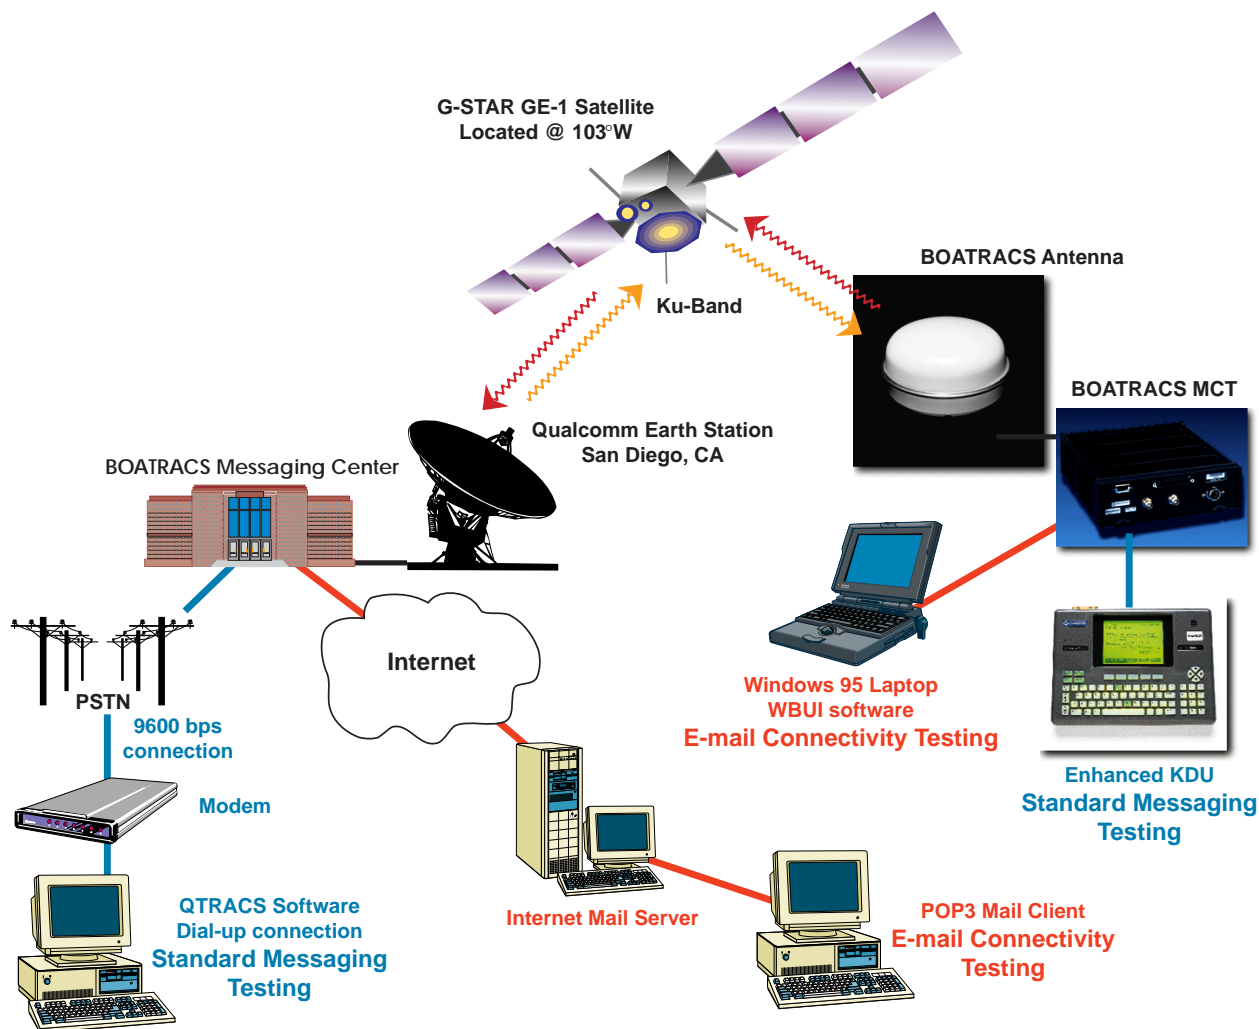 G-STAR GE-1 Satellite
Located @ 103°W
BOATRACS Antenna
Ku-Band
BOATRACS MCT
Qualcomm Earth Station
San Diego, CA
BOATRACS Messaging Center
Internet
PSTN
9600 bps
connection
Windows 95 Laptop
WBUI software
E-mail Connectivity Testing
Enhanced KDU
Standard Messaging
Testing
Modem
QTRACS Software
Dial-up connection
Standard Messaging
Testing
Internet Mail Server
POP3 Mail Client
E-mail Connectivity
Testing